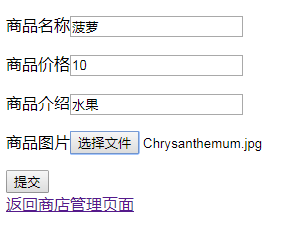 商品名称菠萝
商品价格10
商品介绍水果
商品图片选择文件 Chrysanthemum.jpg
提交
返回商店管理页面